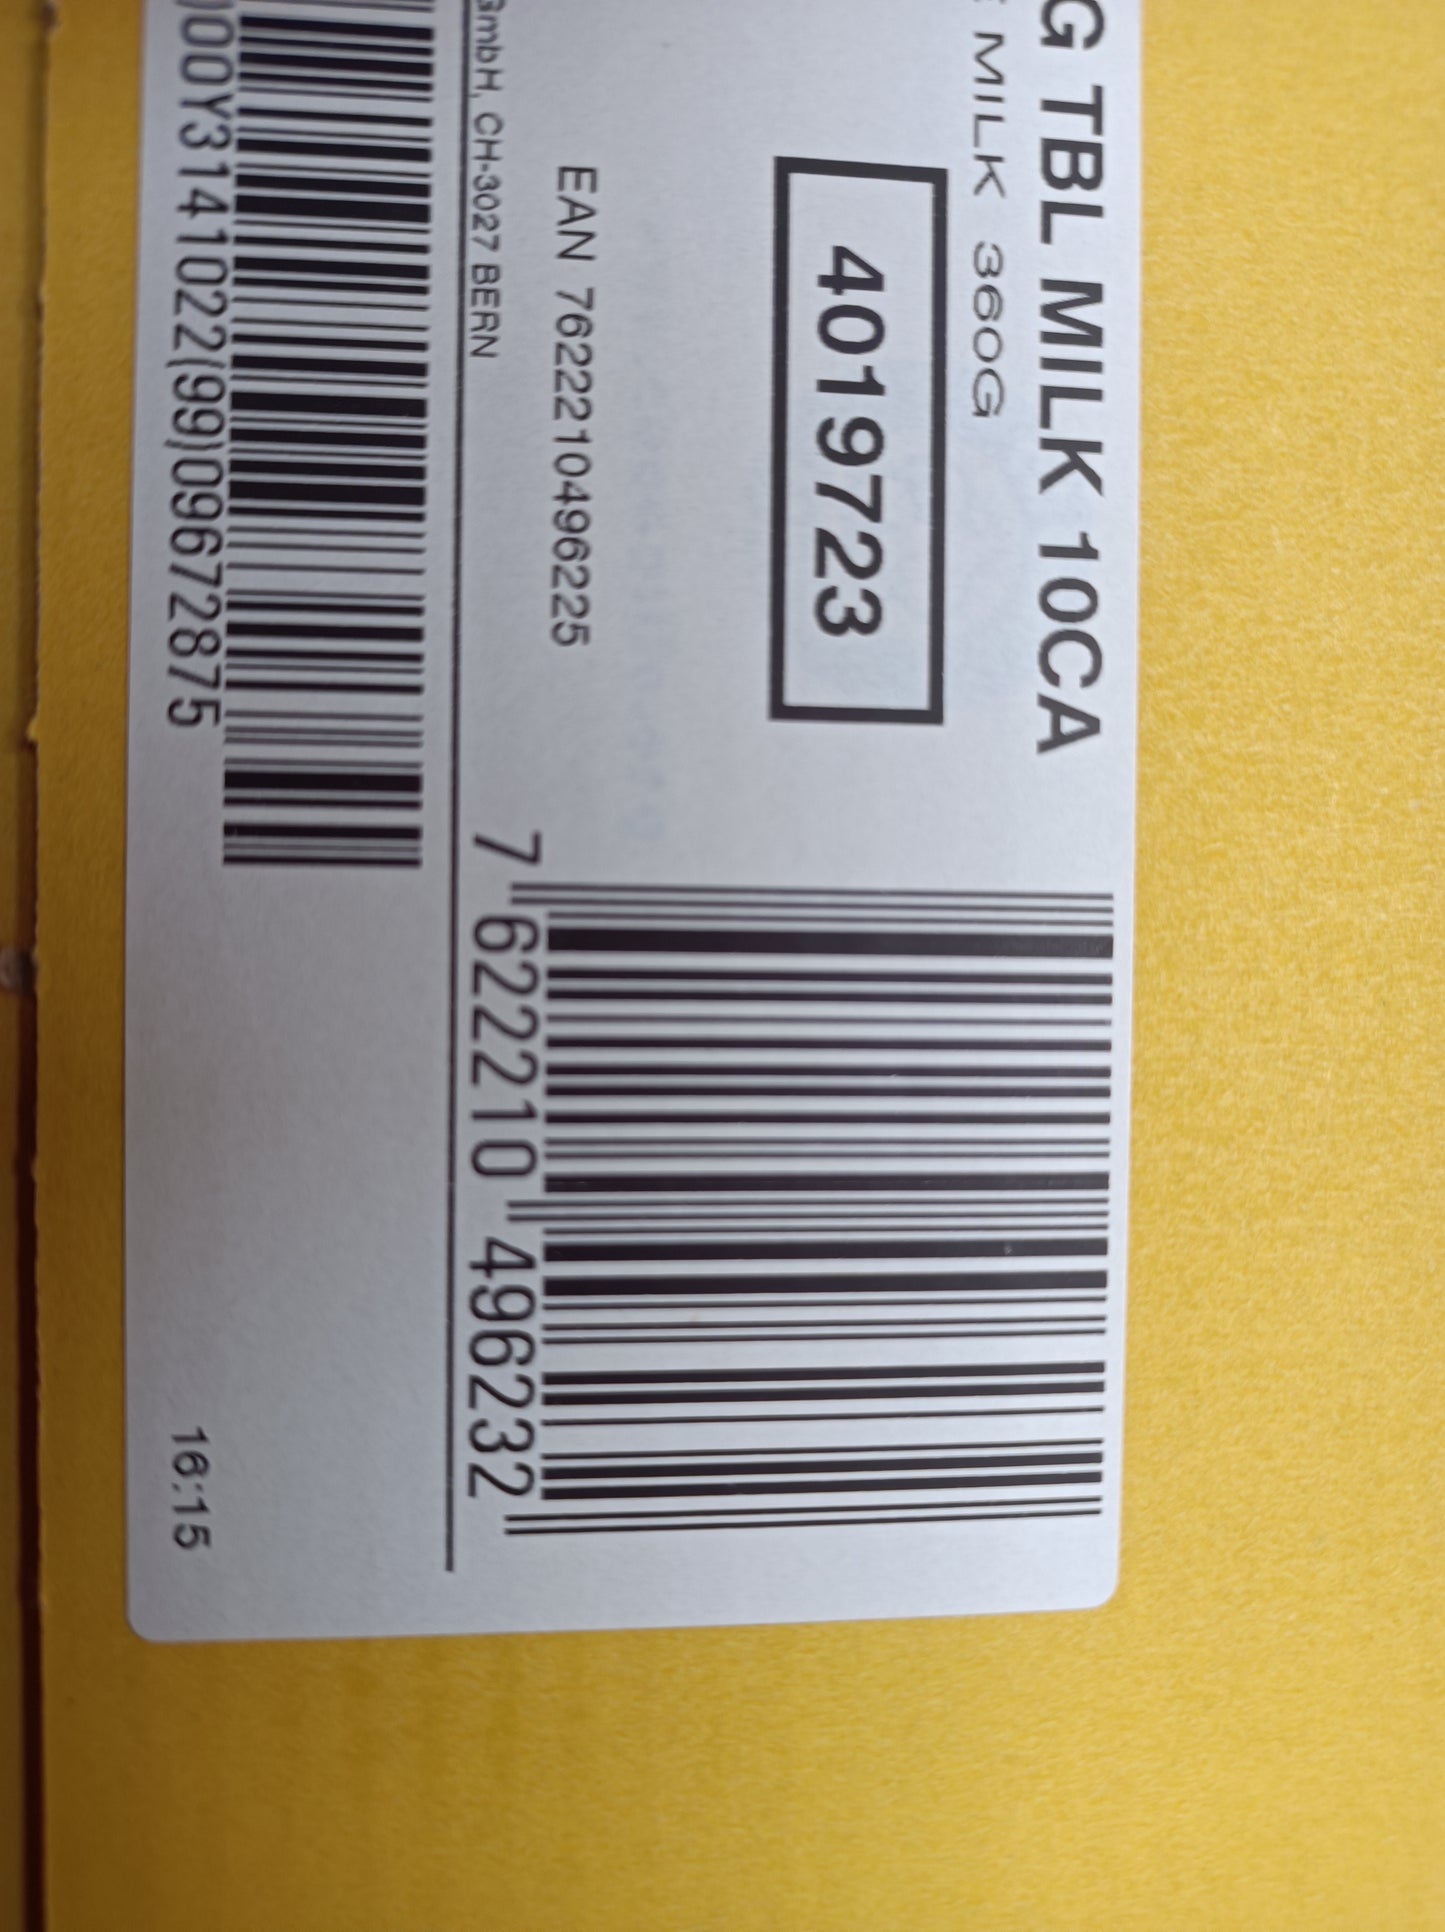 G TBL MILK 10CA
MILK 360G
4019723
EAN 7622210496225
GmbH, CH-3027 BERN
7 622210 496232
00Y3141022(99)09672875
16:15